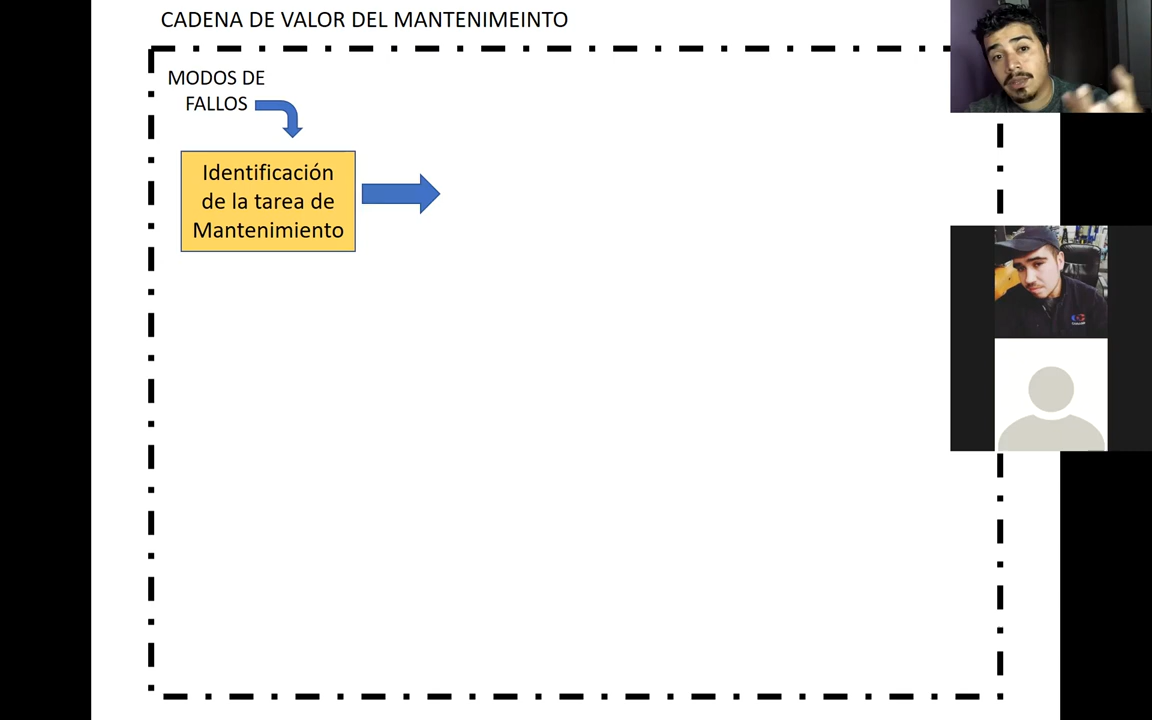 CADENA DE VALOR DEL MANTENIMEINTO
MODOS DE
FALLOS
Identificación
de la tarea de
Mantenimiento